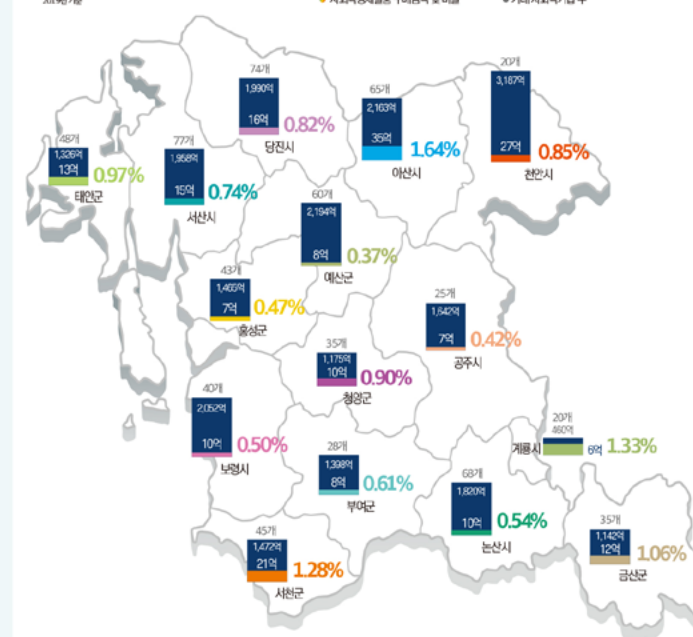 74개
1,990억
16억
0.82%
당진시
65개
2,163억
35억
1.64%
아산시
20개
3,187억
27억
0.85%
천안시
48개
1,326억
13억
0.97%
태안군
77개
1,958억
15억
0.74%
서산시
60개
2,194억
8억
0.37%
예산군
43개
1,465억
7억
0.47%
홍성군
25개
1,642억
7억
0.42%
공주시
35개
1,175억
10억
0.90%
청양군
40개
2,052억
10억
0.50%
보령시
28개
1,398억
8억
0.61%
부여군
20개
460억
계룡시
6억
1.33%
68개
1,820억
10억
0.54%
논산시
35개
1,142억
12억
1.06%
금산군
45개
1,472억
21억
1.28%
서천군